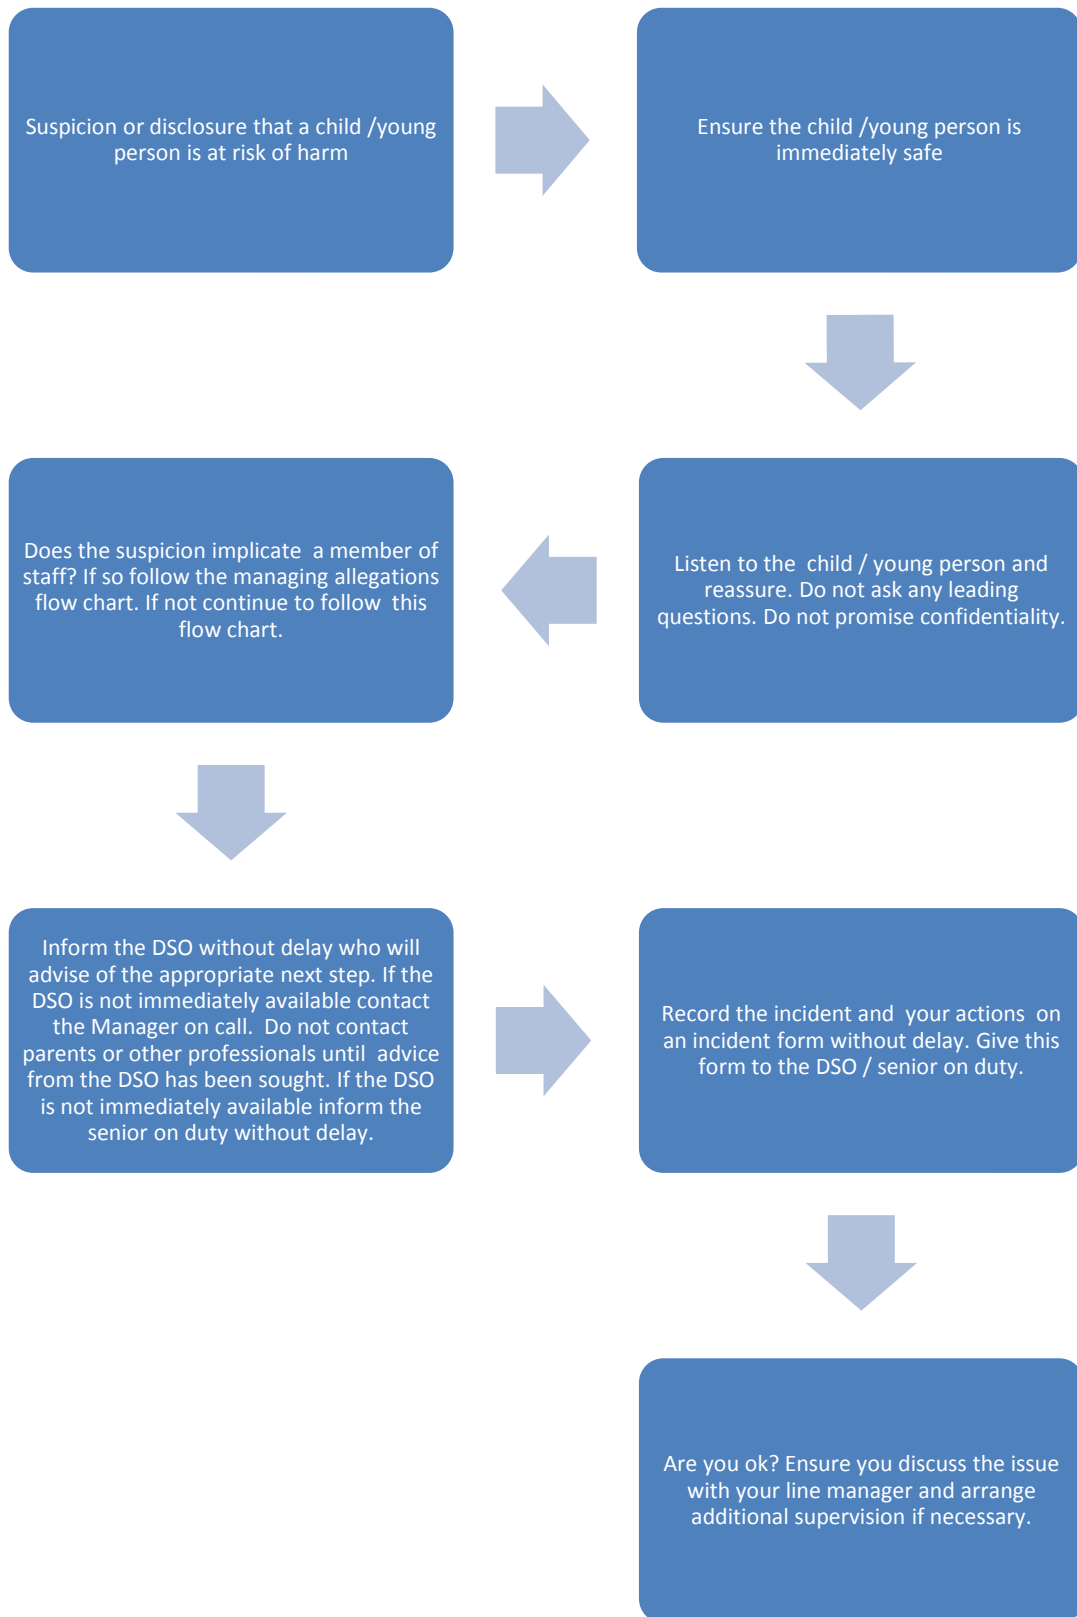 Suspicion or disclosure that a child /young
person is at risk of harm
Ensure the child /young person is
immediately safe
Listen to the  child / young person and
reassure. Do not ask any leading
questions. Do not promise confidentiality.
Does the suspicion implicate  a member of
staff? If so follow the managing allegations
flow chart. If not continue to follow  this
flow chart.
Inform the DSO without delay who will
advise of the appropriate next step. If the
DSO is not immediately available contact
the Manager on call.  Do not contact
parents or other professionals until  advice
from the DSO has been sought. If the DSO
is not immediately available inform the
senior on duty without delay.
Record the incident and  your actions  on
an incident form without delay. Give this
form to the DSO / senior on duty.
Are you ok? Ensure you discuss the issue
with your line manager and arrange
additional supervision if necessary.